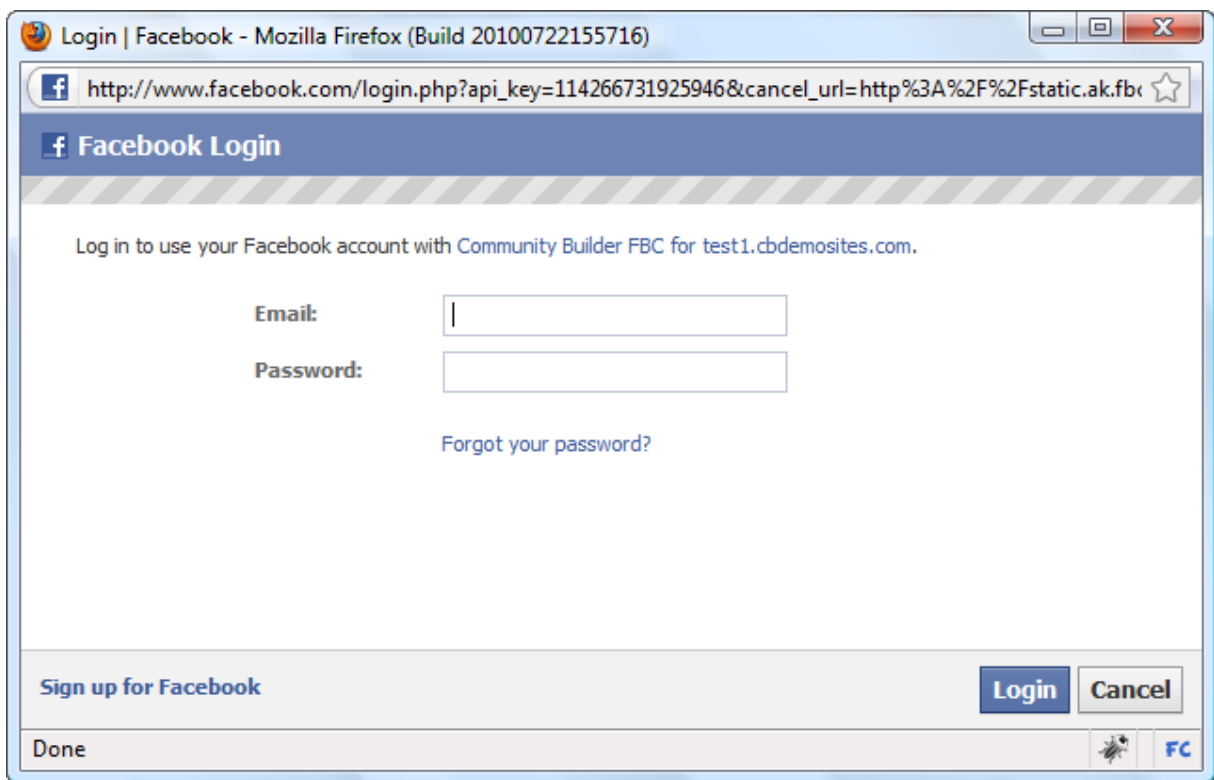 Login | Facebook - Mozilla Firefox (Build 20100722155716)
http://www.facebook.com/login.php?api_key=114266731925946&cancel_url=http%3A%2F%2Fstatic.ak.fbc
Facebook Login
Log in to use your Facebook account with Community Builder FBC for test1.cbdemosites.com.
Email:
Password:
Forgot your password?
Sign up for Facebook
Login Cancel
Done
FC